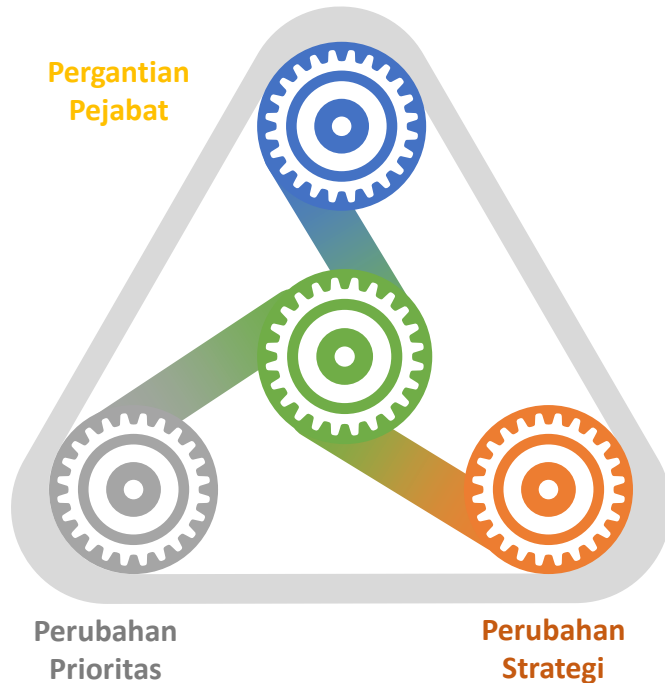 Pergantian
Pejabat
Perubahan
Prioritas
Perubahan
Strategi